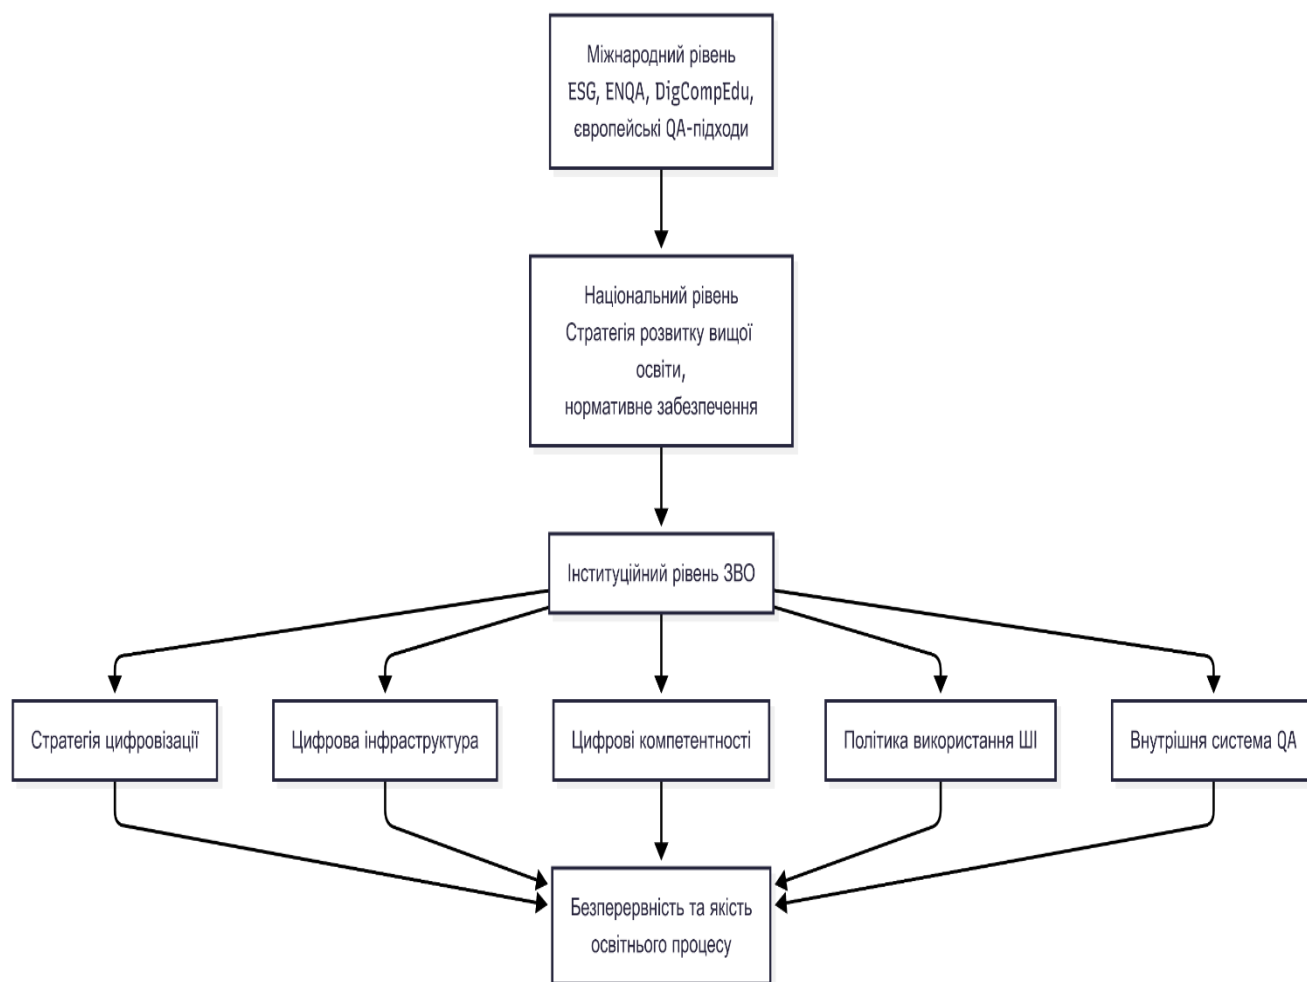 Міжнародний рівень
ESG, ENQA, DigCompEdu,
європейські QA-підходи
Національний рівень
Стратегія розвитку вищої
освіти,
нормативне забезпечення
Інституційний рівень ЗВО
Стратегія цифровізації
Цифрова інфраструктура
Цифрові компетентності
Політика використання ШІ
Внутрішня система QA
Безперервність та якість
освітнього процесу